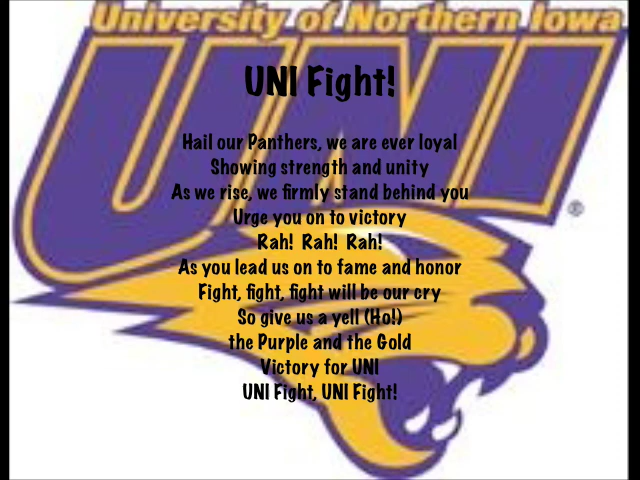 University of Northern Iowa
UNI
UNI Fight!
Hail our Panthers, we are ever loyal
Showing strength and unity
As we rise, we firmly stand behind you
Urge you on to victory
Rah! Rah! Rah!
As you lead us on to fame and honor
Fight, fight, fight will be our cry
So give us a yell (Ho!)
the Purple and the Gold
Victory for UNI
UNI Fight, UNI Fight!
®